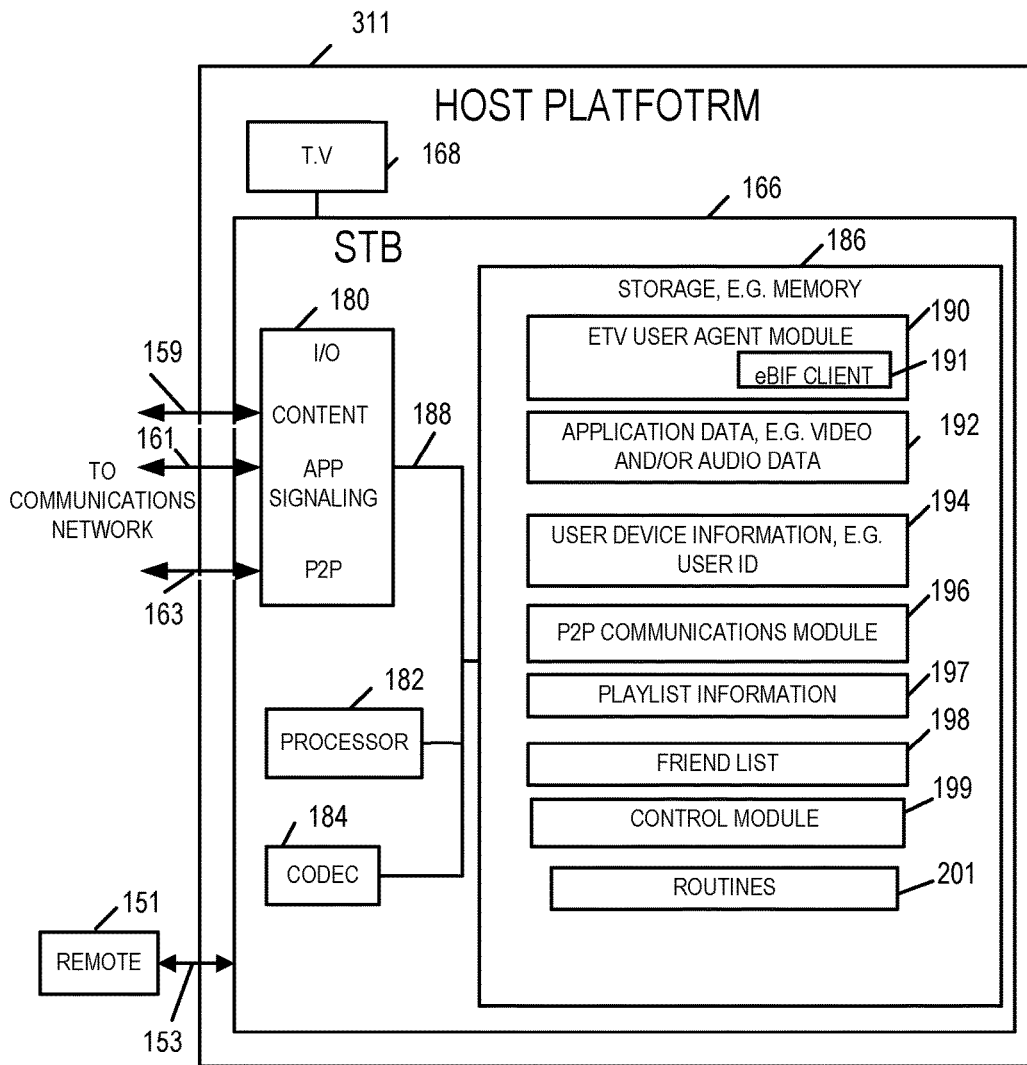 311
HOST PLATFOTRM
T.V
168
166
STB
186
STORAGE, E.G. MEMORY
180
I/O
CONTENT
APP
SIGNALING
P2P
159
161
TO
COMMUNICATIONS
NETWORK
163
188
190
ETV USER AGENT MODULE
eBIF CLIENT
191
APPLICATION DATA, E.G. VIDEO
AND/OR AUDIO DATA
192
194
USER DEVICE INFORMATION, E.G.
USER ID
196
P2P COMMUNICATIONS MODULE
197
PLAYLIST INFORMATION
198
FRIEND LIST
199
CONTROL MODULE
ROUTINES
201
182
PROCESSOR
184
CODEC
151
REMOTE
153